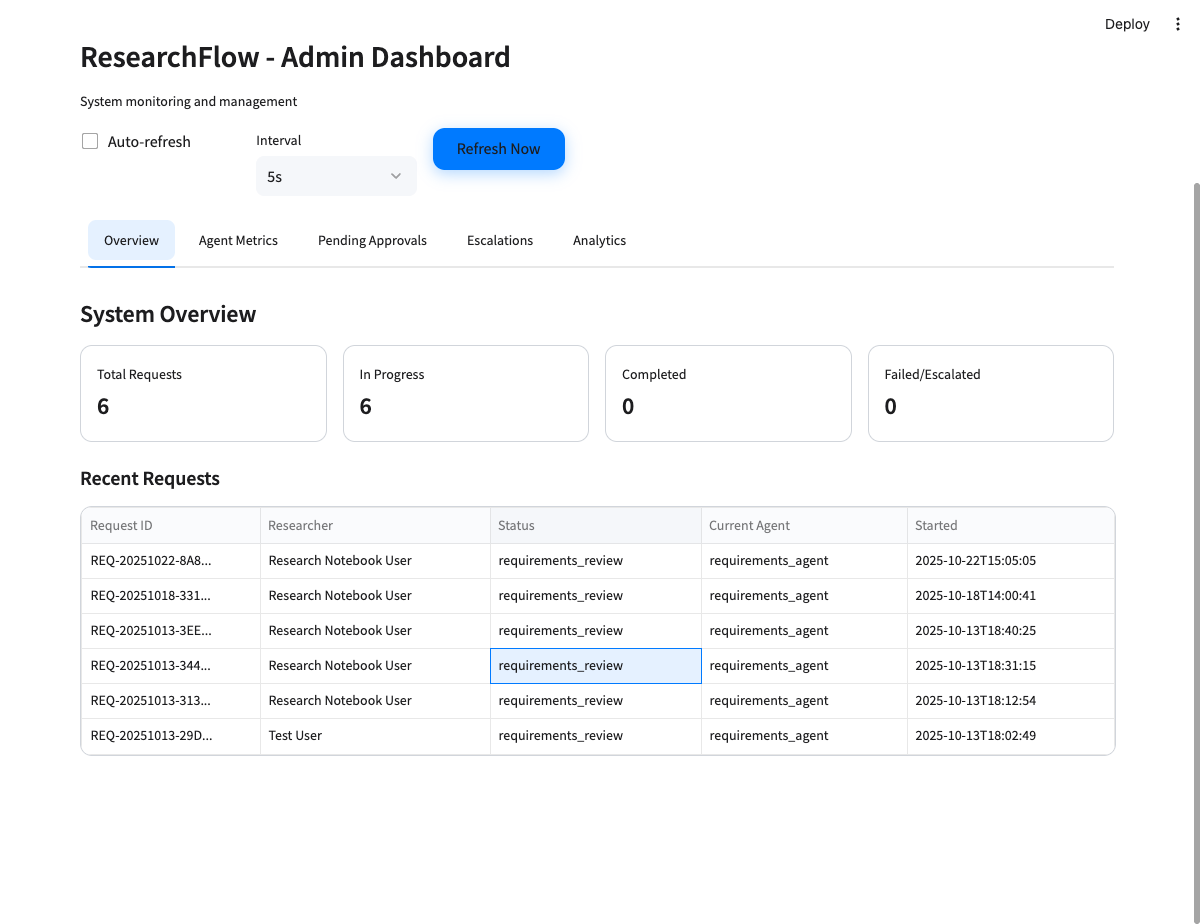 Deploy
ResearchFlow - Admin Dashboard
System monitoring and management
Auto-refresh
Interval
5s
Refresh Now
Overview Agent Metrics Pending Approvals Escalations Analytics
System Overview
Total Requests In Progress Completed Failed/Escalated
6 6 0 0
Recent Requests
Request ID Researcher Status Current Agent Started
REQ-20251022-8A8... Research Notebook User requirements_review requirements_agent 2025-10-22T15:05:05
REQ-20251018-331... Research Notebook User requirements_review requirements_agent 2025-10-18T14:00:41
REQ-20251013-3EE... Research Notebook User requirements_review requirements_agent 2025-10-13T18:40:25
REQ-20251013-344... Research Notebook User requirements_review requirements_agent 2025-10-13T18:31:15
REQ-20251013-313... Research Notebook User requirements_review requirements_agent 2025-10-13T18:12:54
REQ-20251013-29D... Test User requirements_review requirements_agent 2025-10-13T18:02:49